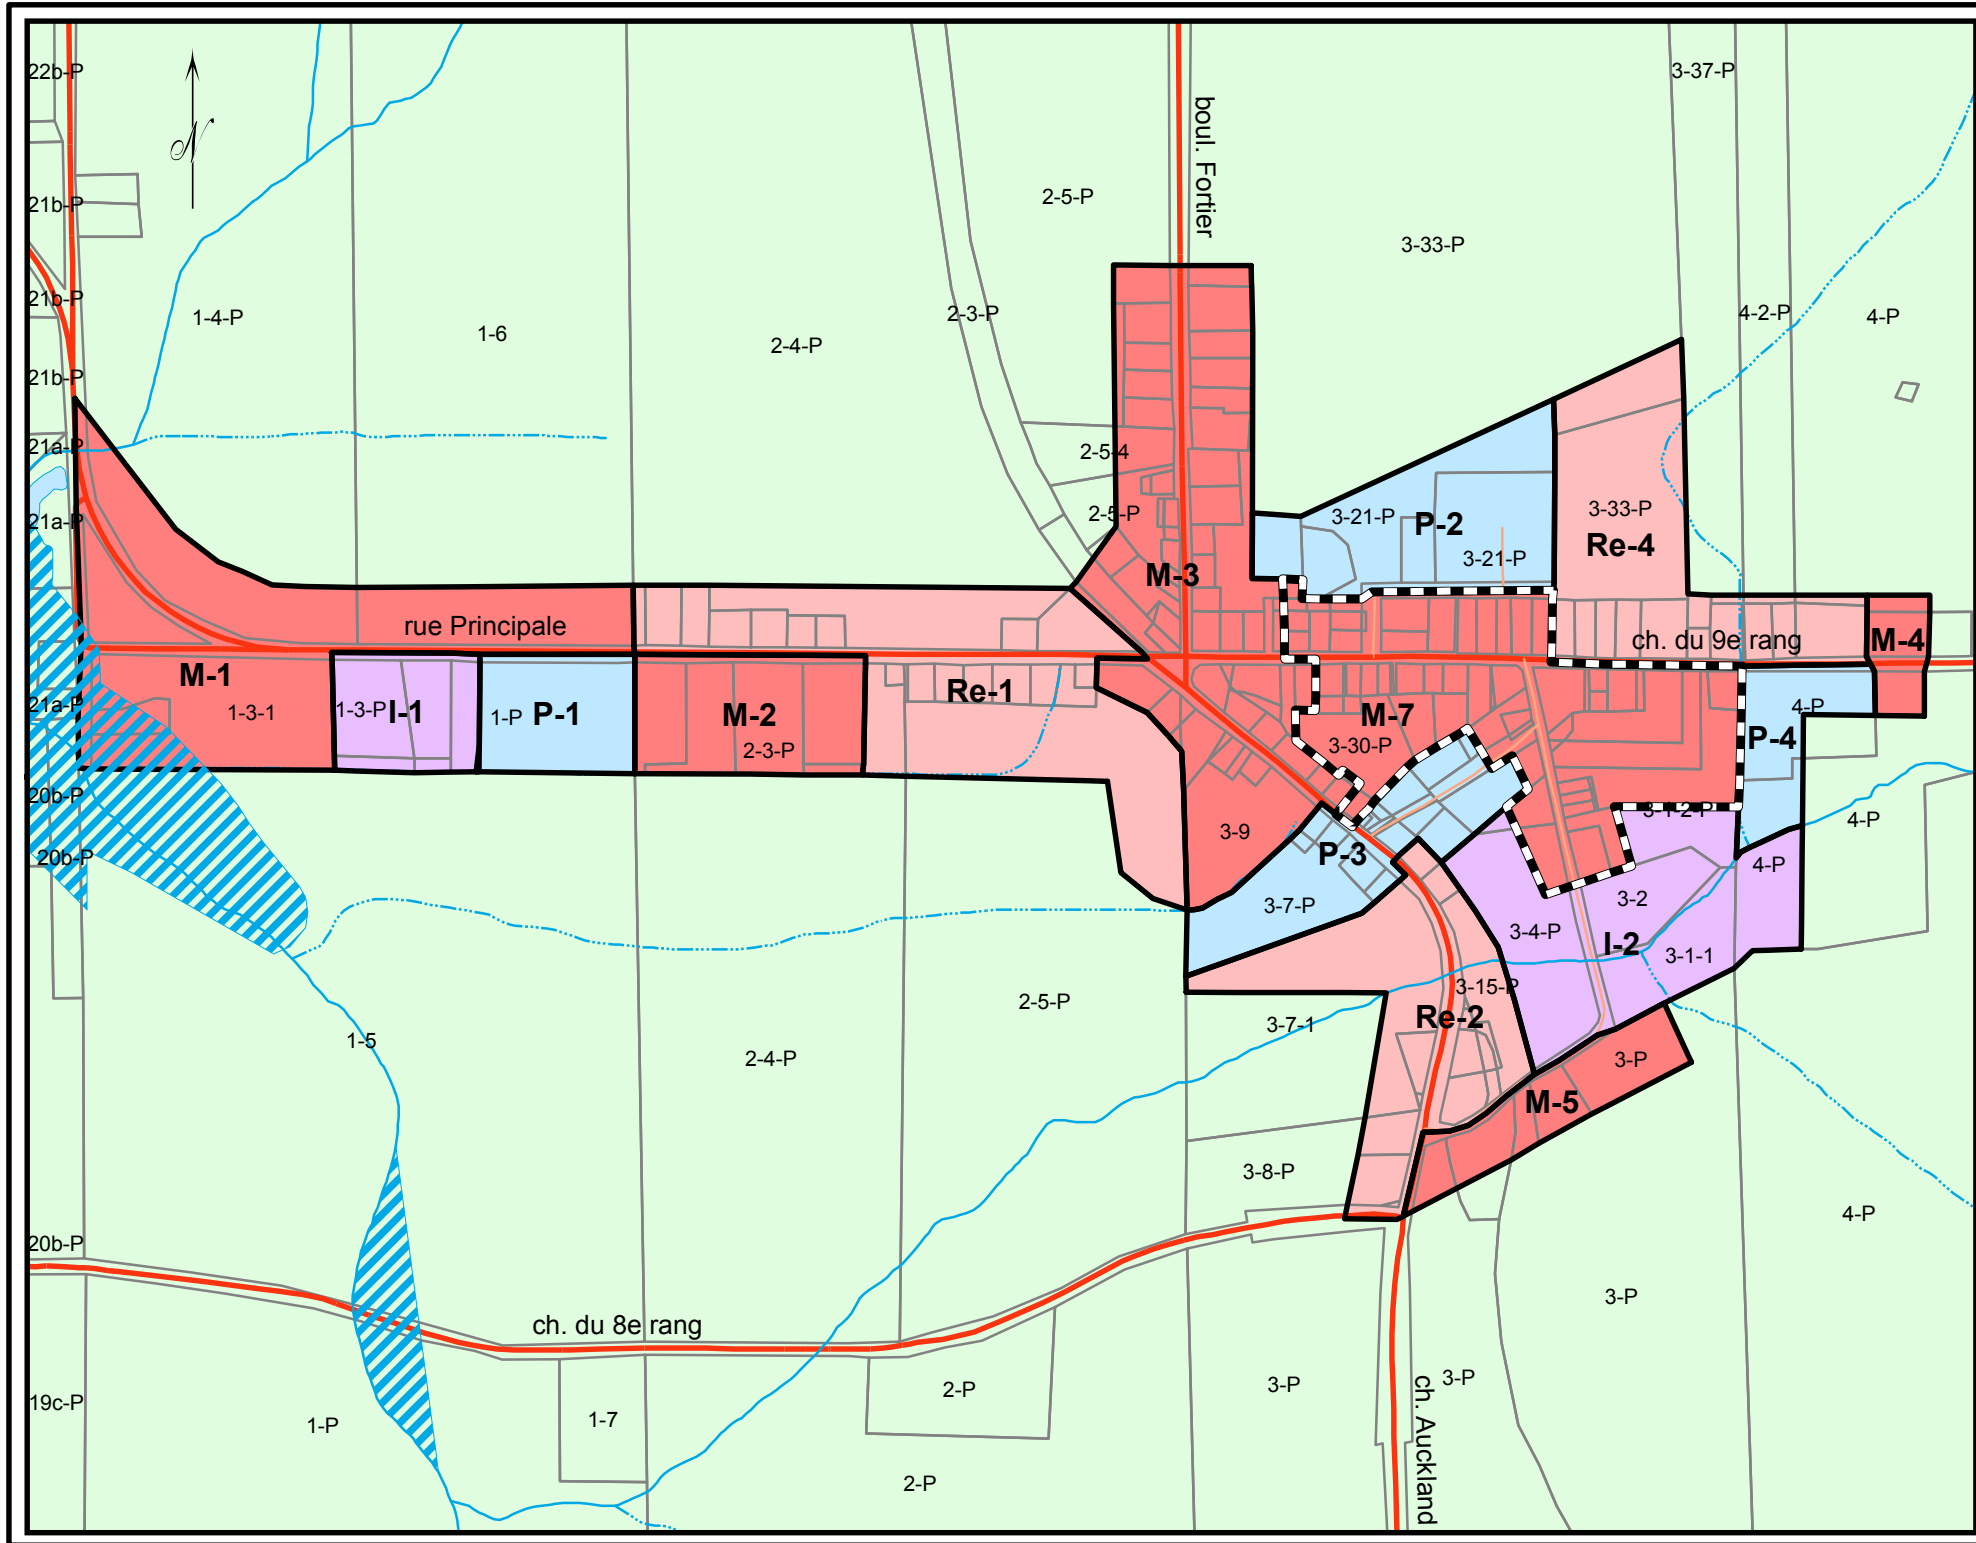 22b-P
3-37-P
N
boul. Fortier
2-5-P
21b-P
3-33-P
21b-P
1-4-P
1-6
2-4-P
2-3-P
4-2-P
4-P
21b-P
21a-P
2-5-4
21a-P
2-5-P
3-21-P
P-2
3-33-P
Re-4
3-21-P
M-3
rue Principale
ch. du 9e rang
M-4
M-1
1-3-1
1-3-P
I-1
1-P
P-1
M-2
2-3-P
Re-1
M-7
3-30-P
4-P
P-4
21a-P
20b-P
3-1-2-P
4-P
3-9
P-3
20b-P
4-P
3-7-P
3-2
3-4-P
I-2
3-1-1
3-15-P
Re-2
2-5-P
3-7-1
1-5
2-4-P
3-P
M-5
3-8-P
4-P
20b-P
3-P
ch. du 8e rang
3-P
3-P
2-P
19c-P
1-P
1-7
2-P
ch. Auckland